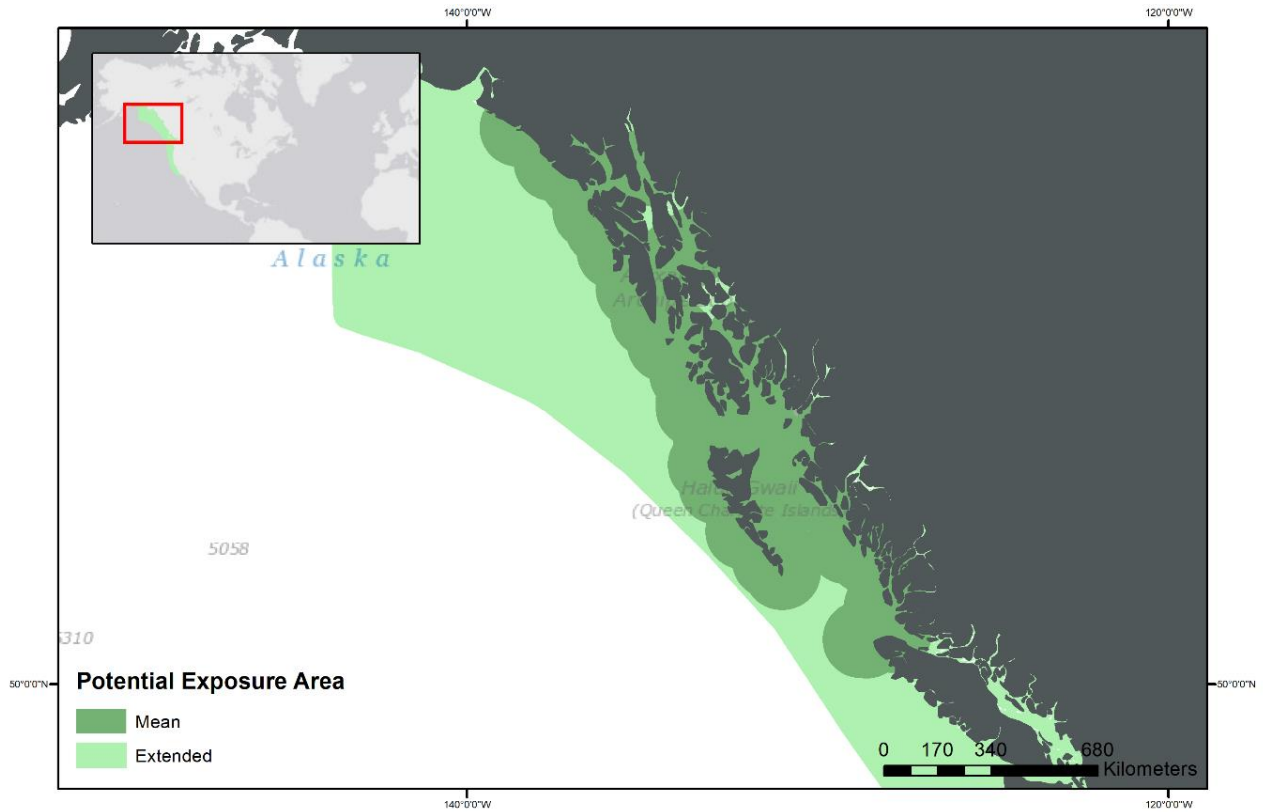 140°0'0"W
120°0'0"W
Alaska
Haida Gwaii
(Queen Charlotte Islands)
5058
5310
50°0'0"N
50°0'0"N
Potential Exposure Area
Mean
Extended
0 170 340 680
Kilometers
140°0'0"W
120°0'0"W